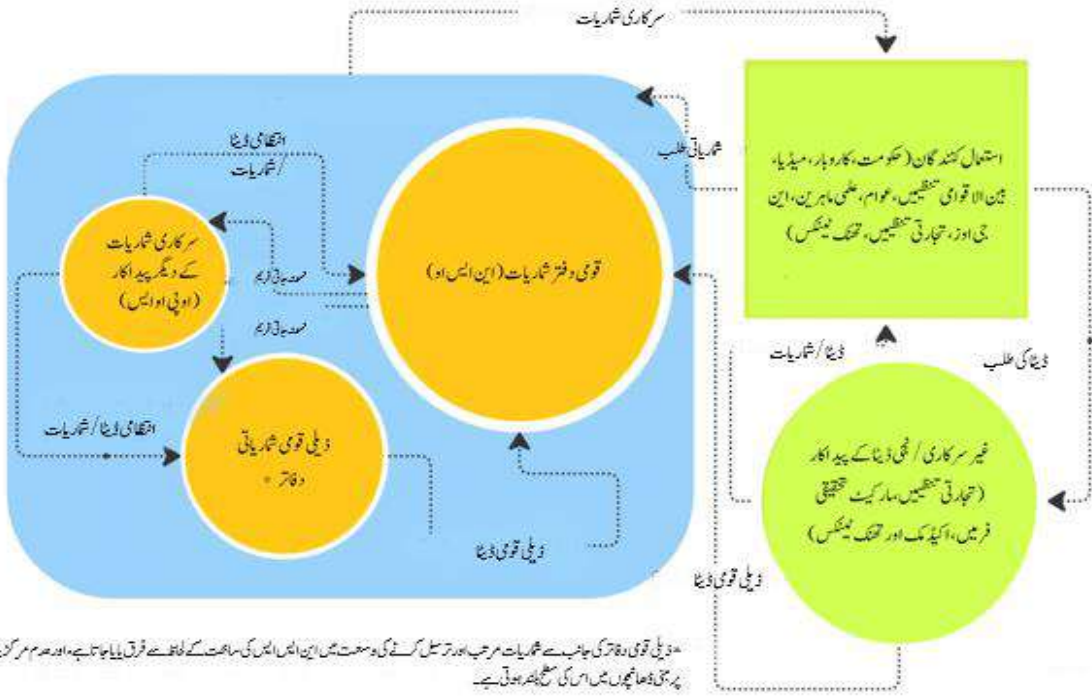 سرکاری شماریات
استعمال کنندگان (حکومت، کاروبار، میڈیا،
بین الاقوامی تنظیمیں، عوام، علمی ماہرین، این
جی اوز، تجارتی تنظیمیں، تھنک ٹینکس)
شماریاتی طلب
انتظامی ڈیٹا
/شماریات
سرکاری شماریات
کے دیگر پیداکار
(او پی او ایس)
قومی دفتر شماریات (این ایس او)
فریم
فریم
ڈیٹا/شماریات
ڈیٹا کی طلب
انتظامی ڈیٹا/شماریات
ذیلی قومی شماریاتی
دفاتر *
غیر سرکاری/نجی ڈیٹا کے پیداکار
(تجارتی تنظیمیں، مارکیٹ تحقیقی
فرمیں، اکیڈمک اور تھنک ٹینکس)
ذیلی قومی ڈیٹا
ذیلی قومی ڈیٹا
*ذیلی قومی دفاتر کی جانب سے شماریات مرتب اور ترسیل کرنے کی وسعت میں این ایس ایس کی ساخت کے لحاظ سے فرق پایا جاتا ہے، اور عدم
پر مبنی ڈھانچوں میں اس کی سطح بلند ہوتی ہے۔